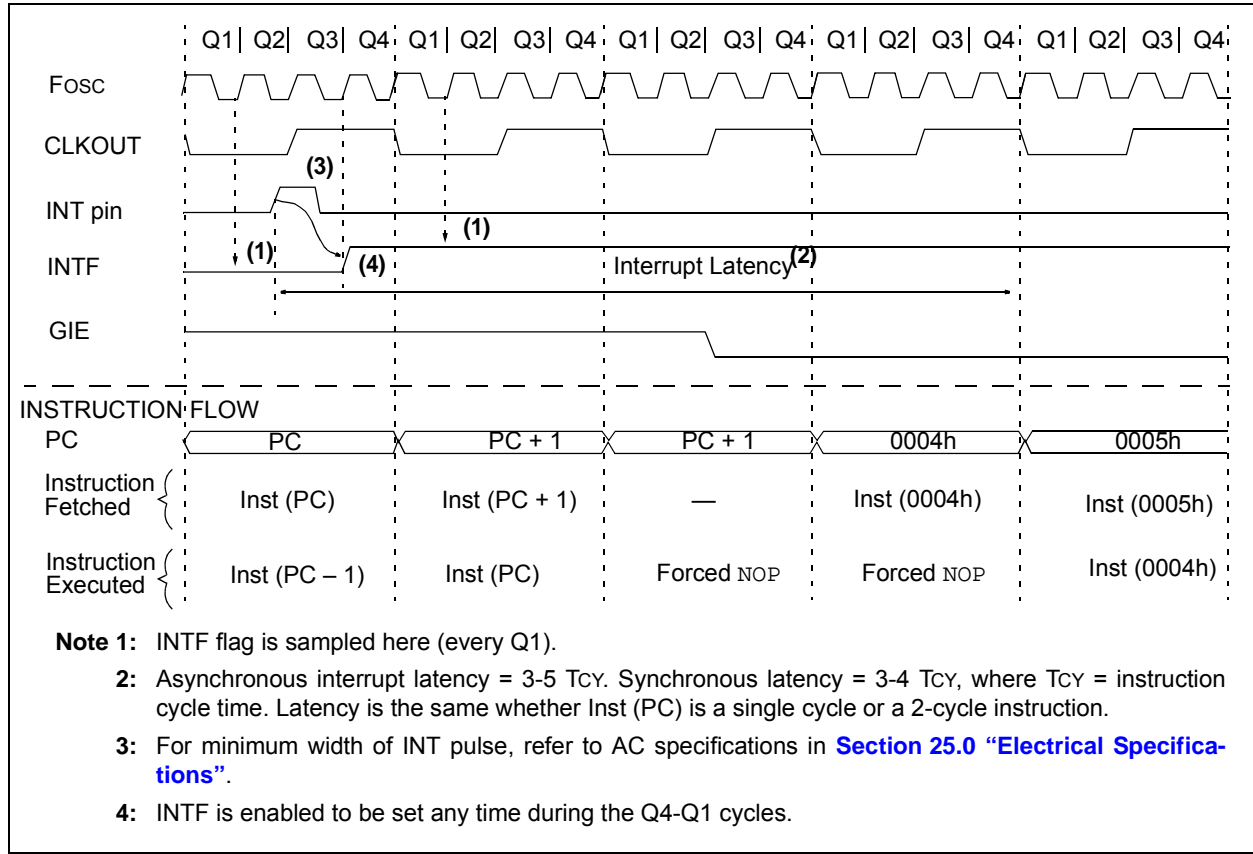 Q1| Q2| Q3| Q4 Q1| Q2| Q3| Q4 Q1| Q2| Q3| Q4 Q1| Q2| Q3| Q4 Q1| Q2| Q3| Q4
FOSC
CLKOUT
(3)
INT pin
(1) (1)
INTF (4) Interrupt Latency(2)
GIE
INSTRUCTION FLOW
PC PC PC + 1 PC + 1 0004h 0005h
Instruction
Fetched Inst (PC) Inst (PC + 1) — Inst (0004h) Inst (0005h)
Instruction
Executed Inst (PC – 1) Inst (PC) Forced NOP Forced NOP Inst (0004h)
Note 1: INTF flag is sampled here (every Q1).
2: Asynchronous interrupt latency = 3-5 TCY. Synchronous latency = 3-4 TCY, where TCY = instruction
cycle time. Latency is the same whether Inst (PC) is a single cycle or a 2-cycle instruction.
3: For minimum width of INT pulse, refer to AC specifications in Section 25.0 “Electrical Specifica-
tions”.
4: INTF is enabled to be set any time during the Q4-Q1 cycles.